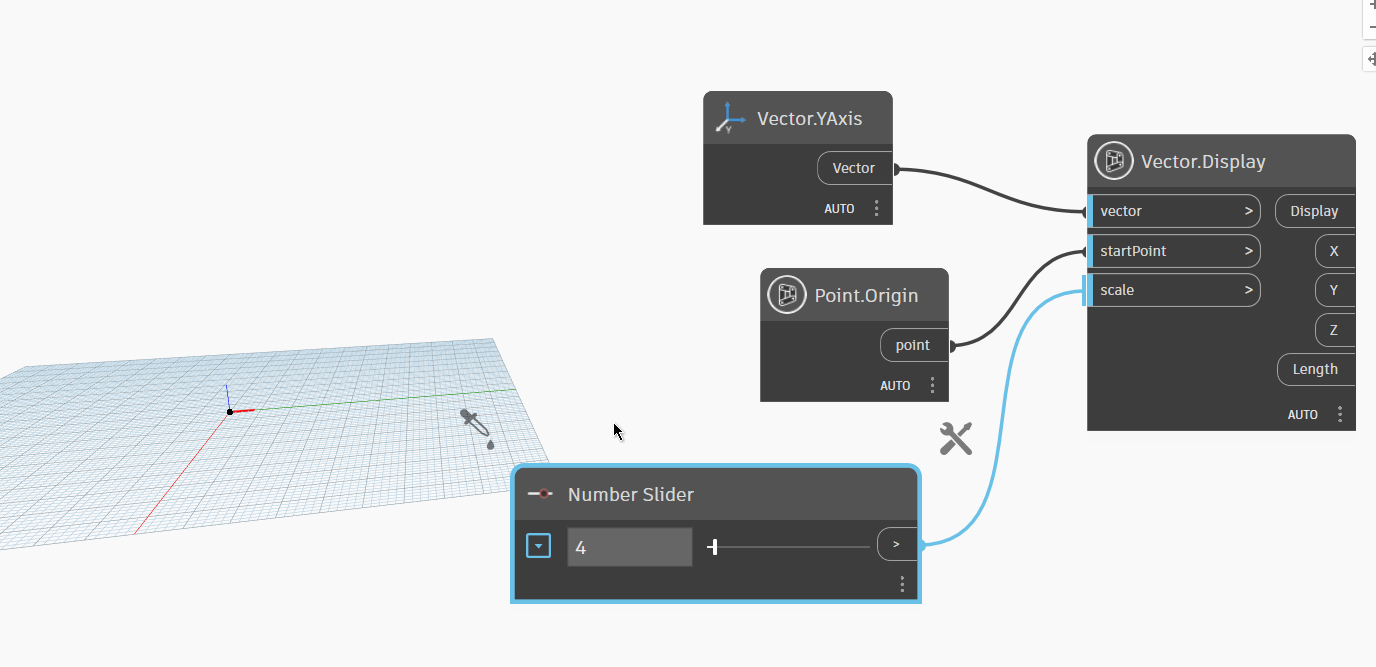 Vector.YAxis
Vector
AUTO
Vector.Display
vector >
Display
startPoint >
X
scale >
Y
Z
Length
AUTO
Point.Origin
point
AUTO
Number Slider
4
>
Y